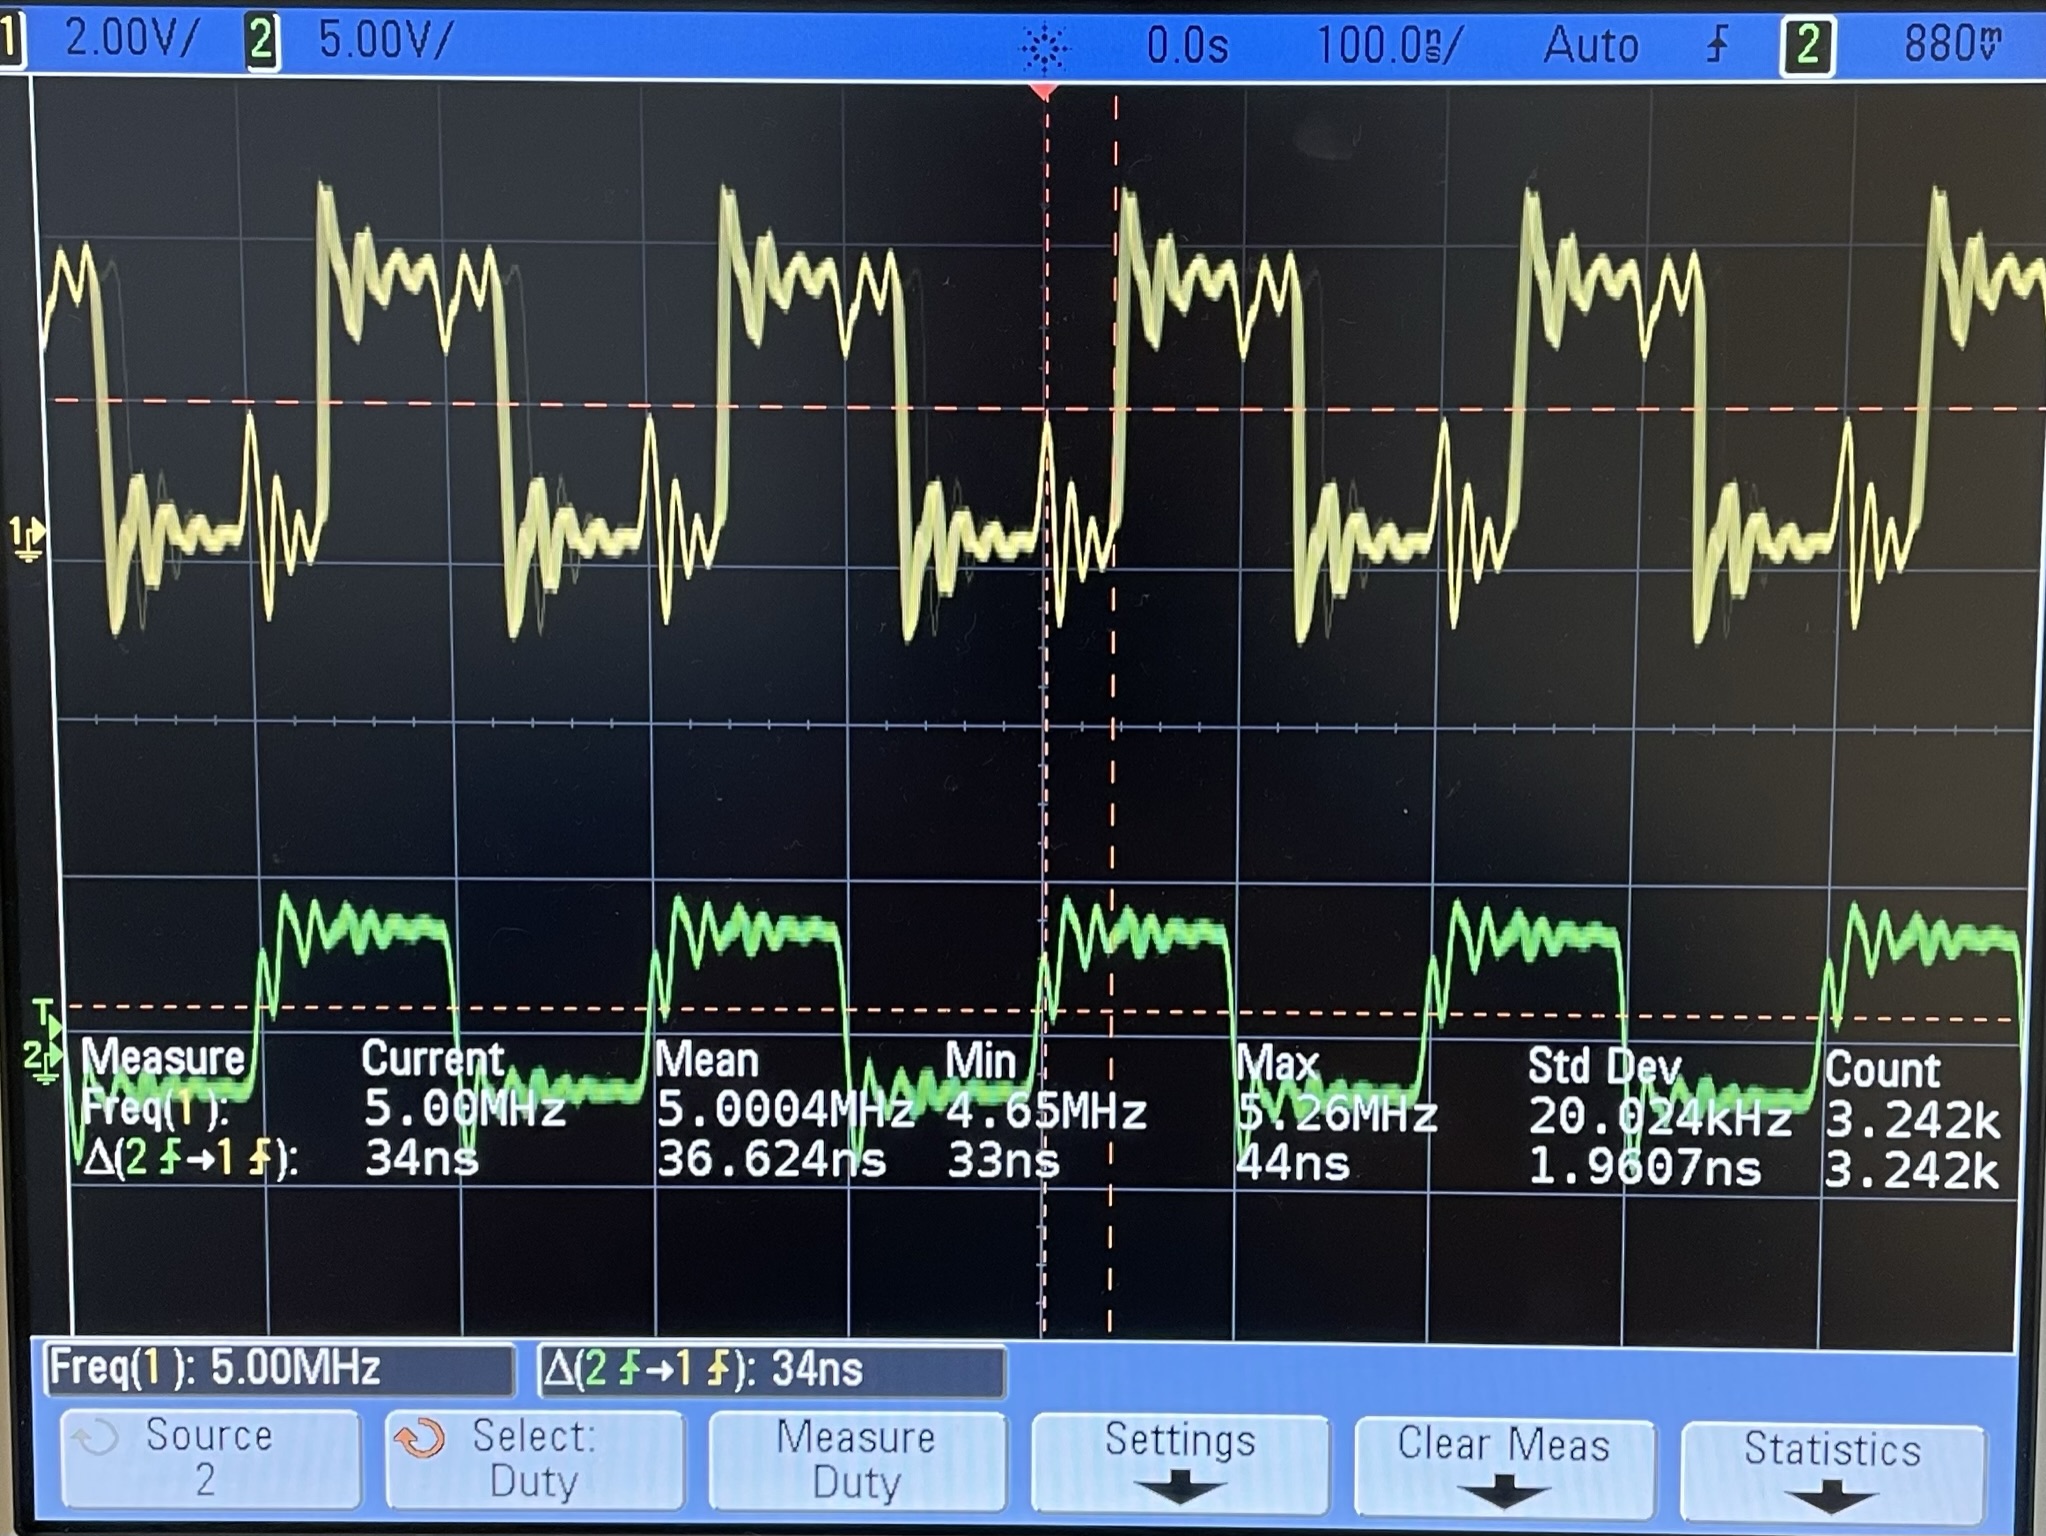 1 2.00V/ 2 5.00V/ 0.0s 100.0ns/ Auto 2 880mV
1
T
2
Measure Current Mean Min Max Std Dev Count
Freq(1): 5.00MHz 5.0004MHz 4.65MHz 5.26MHz 20.024kHz 3.242k
Δ(2→1): 34ns 36.624ns 33ns 44ns 1.9607ns 3.242k
Freq(1): 5.00MHz Δ(2→1): 34ns
Source Select: Measure Settings Clear Meas Statistics
2 Duty Duty